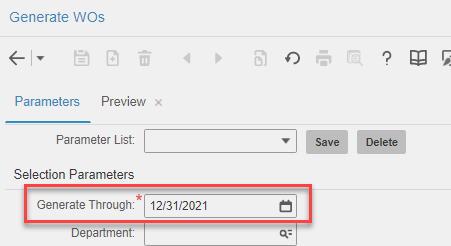 Generate WOs
?
Parameters Preview ×
Parameter List: Save Delete
Selection Parameters
Generate Through:* 12/31/2021
Department: